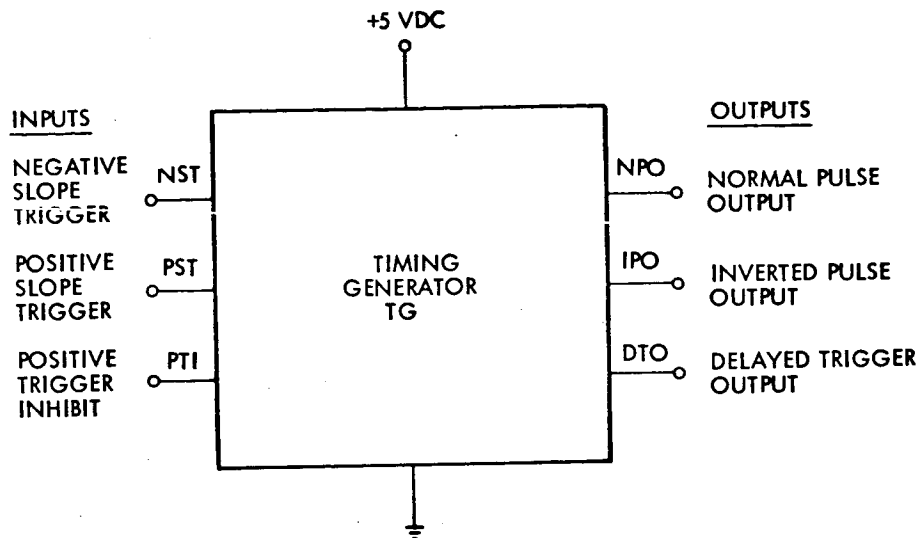 +5 VDC
INPUTS
NEGATIVE
SLOPE
TRIGGER
NST
POSITIVE
SLOPE
TRIGGER
PST
POSITIVE
TRIGGER
INHIBIT
PTI
TIMING
GENERATOR
TG
OUTPUTS
NPO
NORMAL PULSE
OUTPUT
IPO
INVERTED PULSE
OUTPUT
DTO
DELAYED TRIGGER
OUTPUT